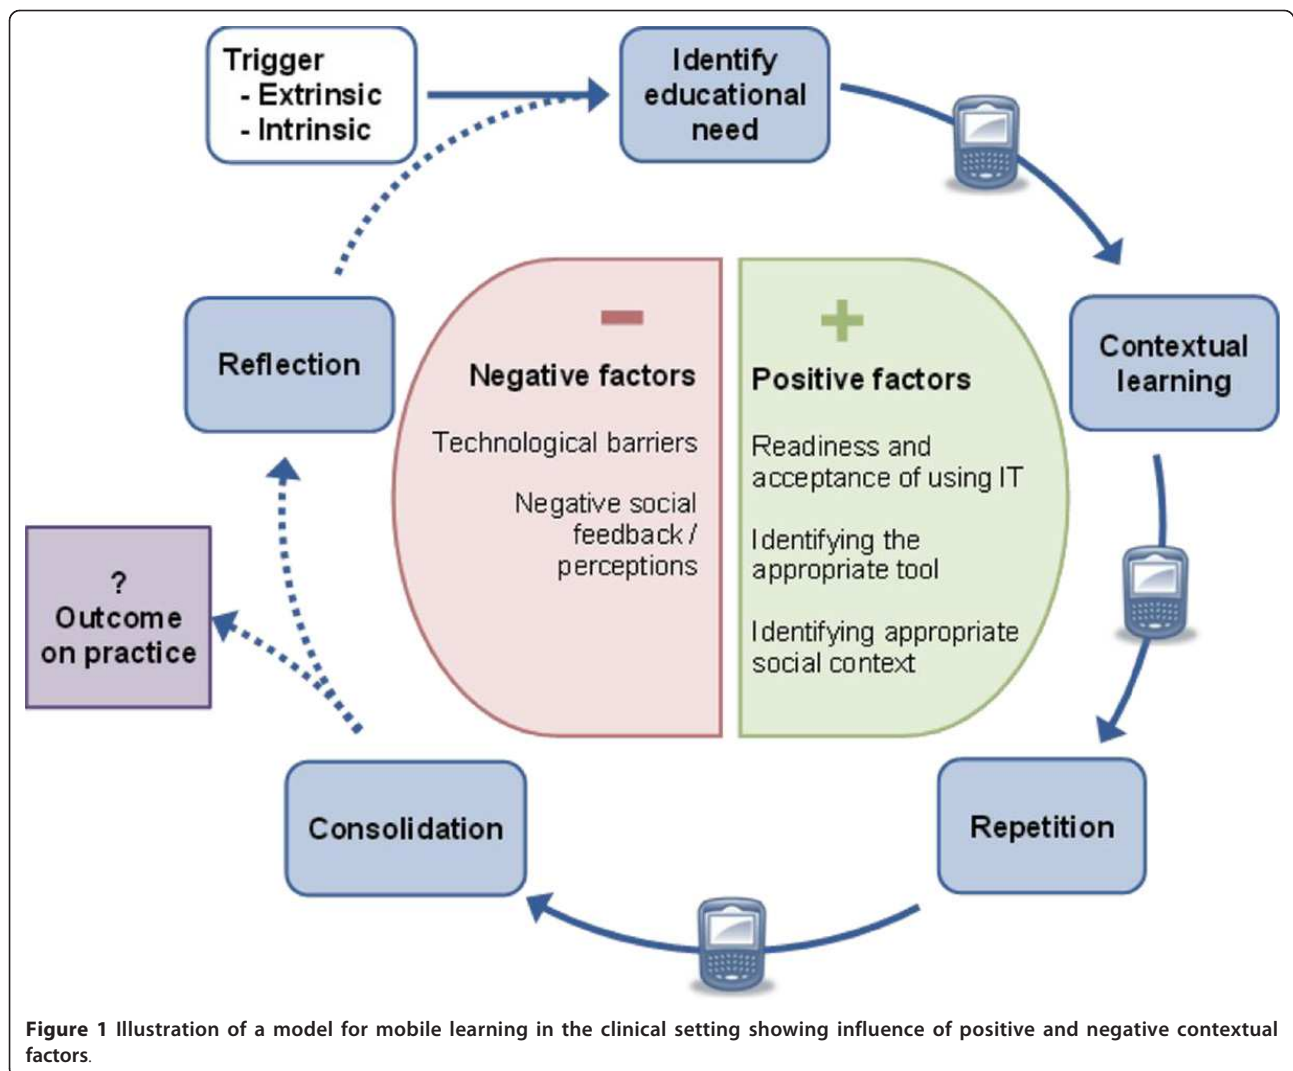 Trigger
- Extrinsic
- Intrinsic
Identify
educational
need
Contextual
learning
Repetition
Consolidation
Reflection
?
Outcome
on practice
Negative factors
Technological barriers
Negative social
feedback /
perceptions
+
Positive factors
Readiness and
acceptance of using IT
Identifying the
appropriate tool
Identifying appropriate
social context
Figure 1 Illustration of a model for mobile learning in the clinical setting showing influence of positive and negative contextual
factors.